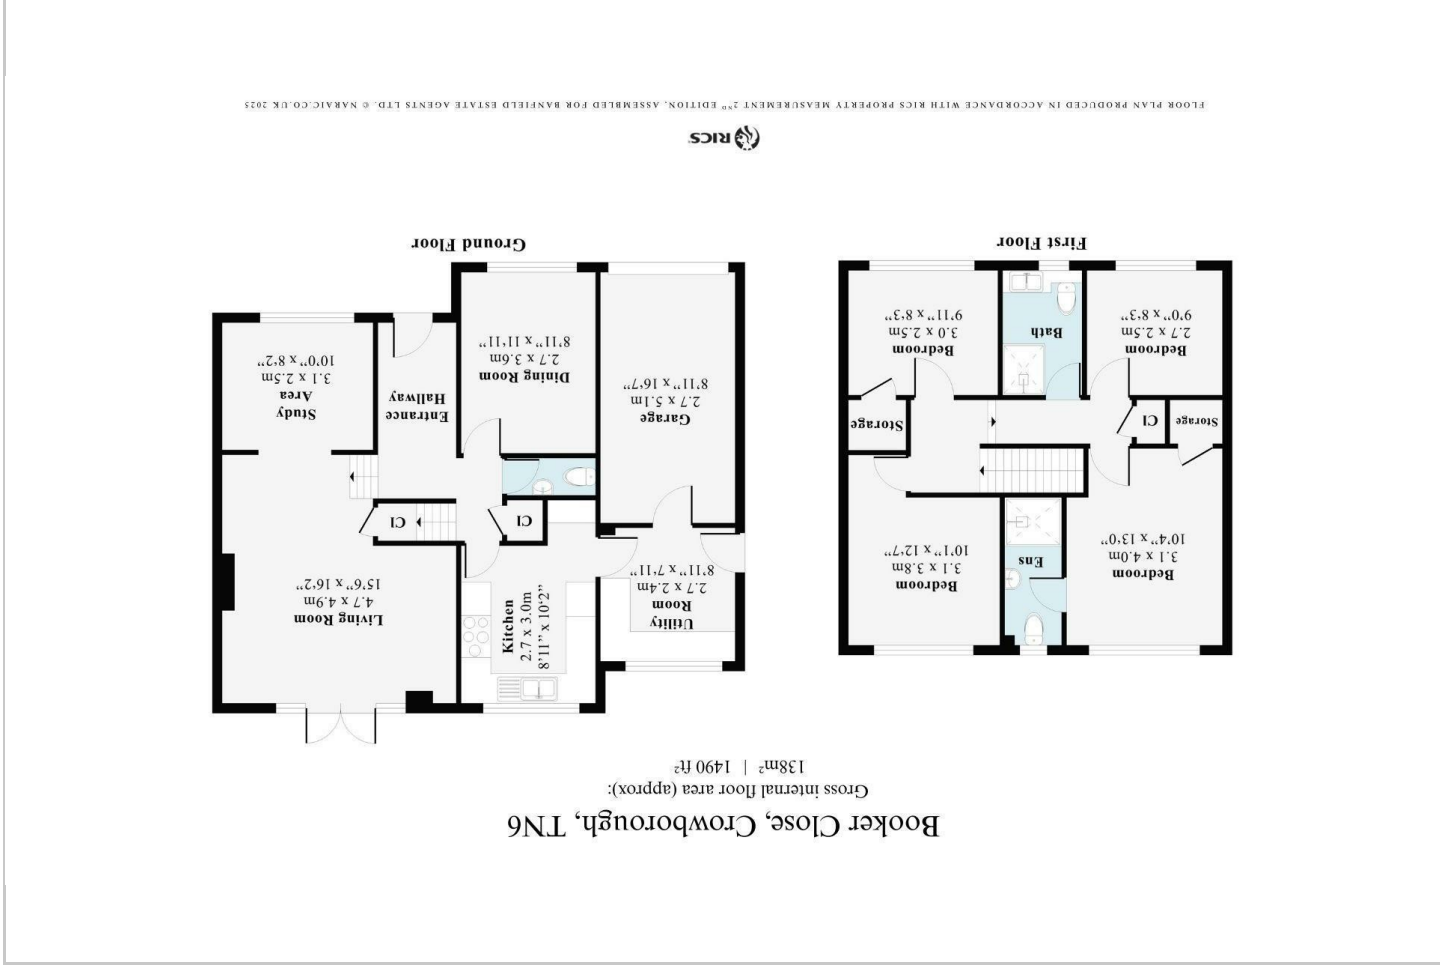 Booker Close, Crowborough, TN6
Gross internal floor area (approx):
138m² | 1490 ft²
Bedroom
3.1 x 4.0m
10'4" x 13'0"
Ens
Bedroom
3.1 x 3.8m
10'1" x 12'7"
Storage
Cl
Storage
Bedroom
2.7 x 2.5m
9'0" x 8'3"
Bath
Bedroom
3.0 x 2.5m
9'11" x 8'3"
First Floor
Utility
Room
2.7 x 2.4m
8'11" x 7'11"
Kitchen
2.7 x 3.0m
8'11" x 10'2"
Living Room
4.7 x 4.9m
15'6" x 16'2"
Cl
Cl
Garage
2.7 x 5.1m
8'11" x 16'7"
Dining Room
2.7 x 3.6m
8'11" x 11'11"
Entrance
Hallway
Study
Area
3.1 x 2.5m
10'0" x 8'2"
Ground Floor
RICS
FLOOR PLAN PRODUCED IN ACCORDANCE WITH RICS PROPERTY MEASUREMENT 2ND EDITION. ASSEMBLED FOR BANFIELD ESTATE AGENTS LTD. © NARAIC.CO.UK 2025